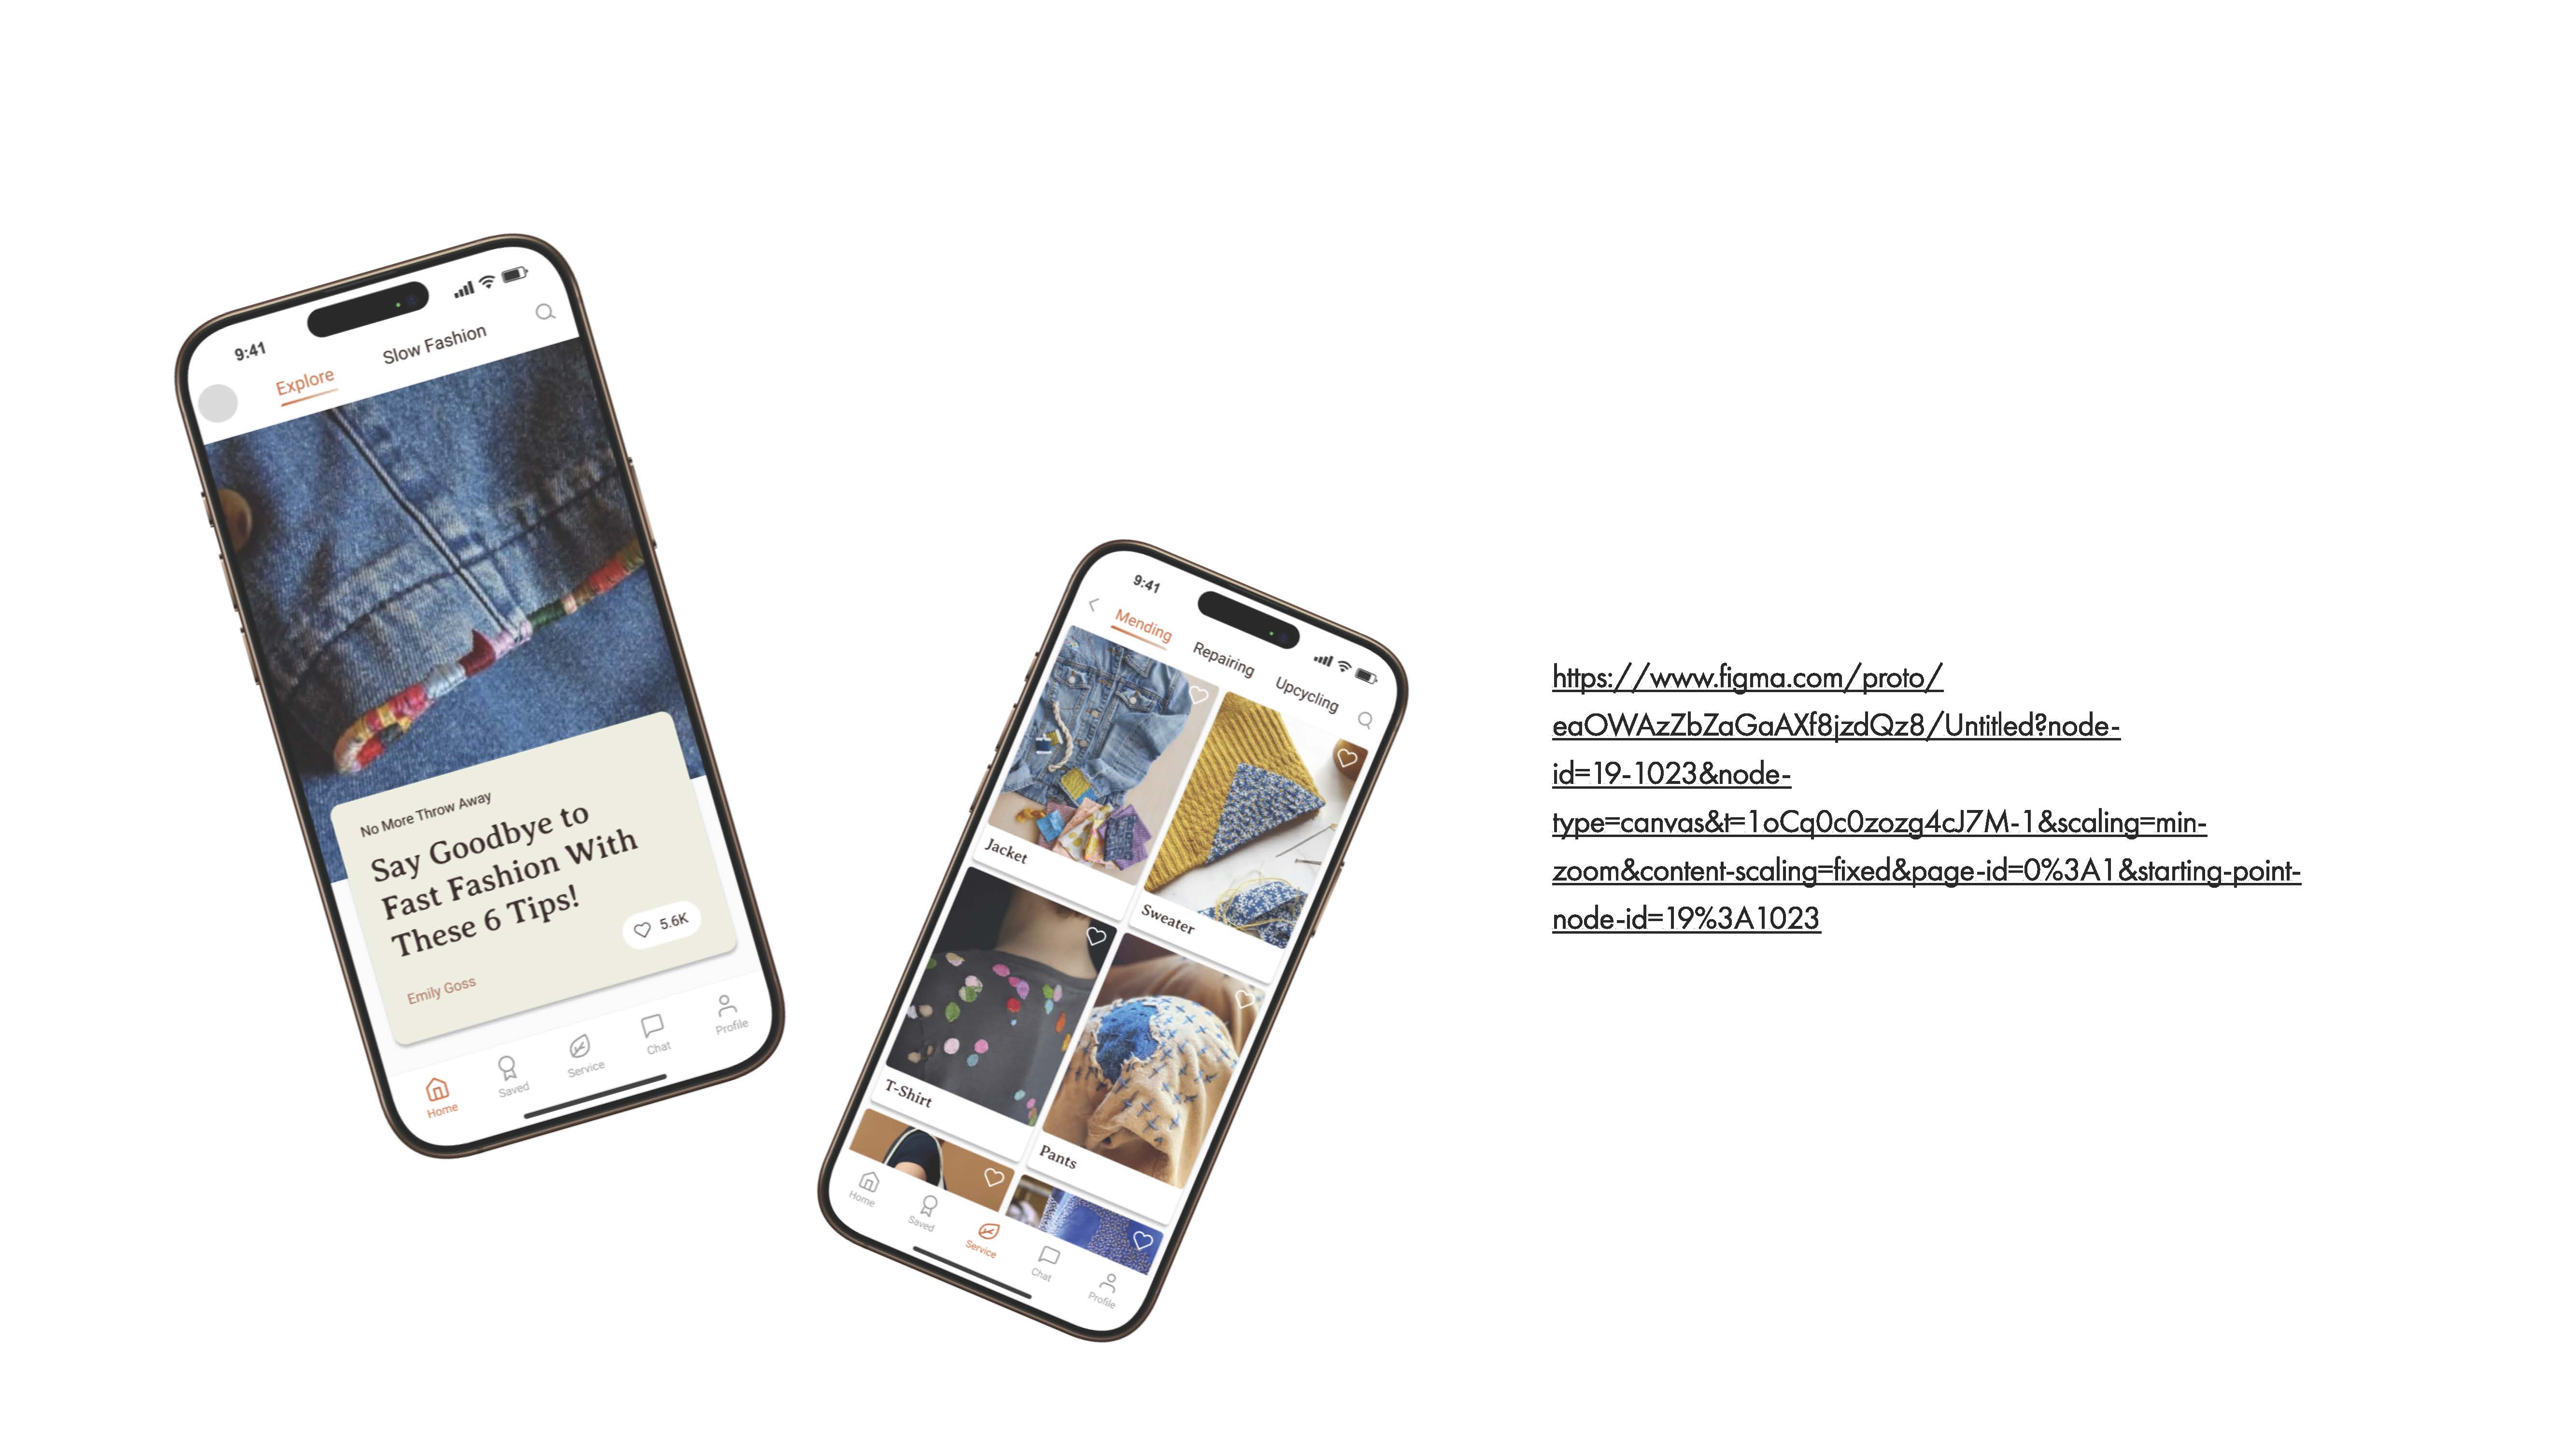 9:41
Explore
Slow Fashion
No More Throw Away
Say Goodbye to
Fast Fashion With
These 6 Tips!
5.6K
Emily Goss
Home
Saved
Service
Chat
Profile
9:41
Mending
Repairing
Upcycling
Jacket
Sweater
T-Shirt
Pants
Home
Saved
Service
Chat
Profile
https://www.figma.com/proto/
eaOWAzZbZaGaAXf8jzdQz8/Untitled?node-
id=19-1023&node-
type=canvas&t=1oCq0c0zozg4cJ7M-1&scaling=min-
zoom&content-scaling=fixed&page-id=0%3A1&starting-point-
node-id=19%3A1023